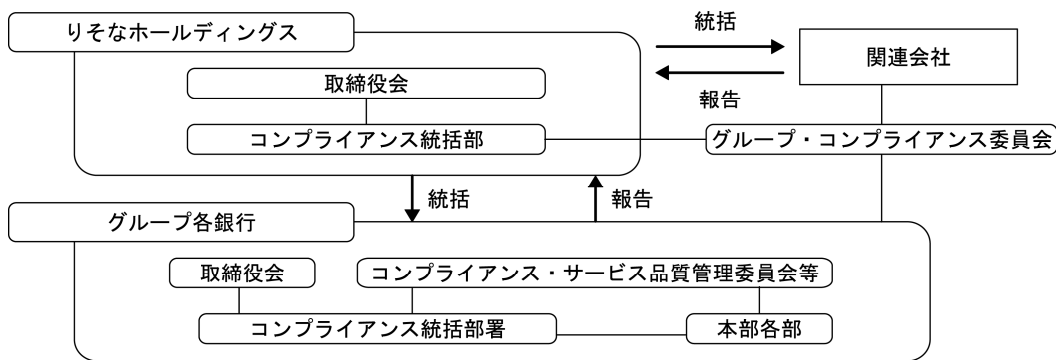 りそなホールディングス
統括
関連会社
取締役会
報告
コンプライアンス統括部
グループ・コンプライアンス委員会
統括
報告
グループ各銀行
取締役会
コンプライアンス・サービス品質管理委員会等
コンプライアンス統括部署
本部各部